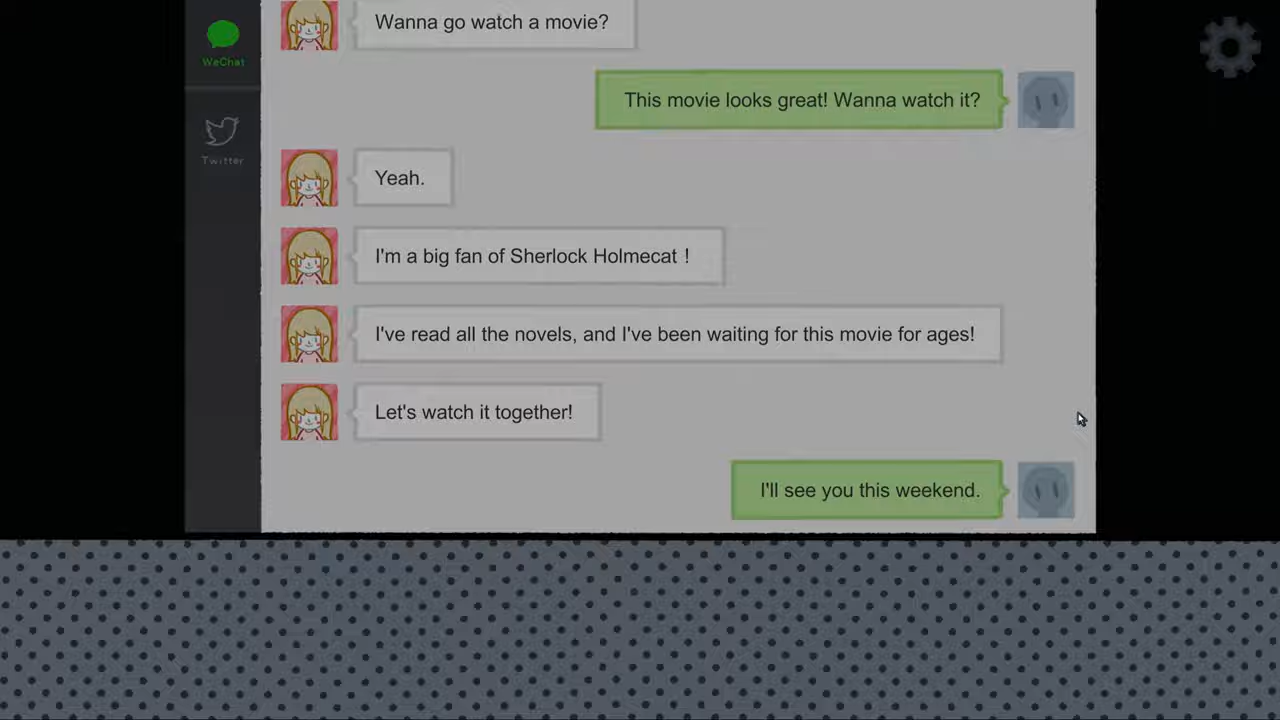 Wanna go watch a movie?
WeChat
This movie looks great! Wanna watch it?
Twitter
Yeah.
I'm a big fan of Sherlock Holmecat !
I've read all the novels, and I've been waiting for this movie for ages!
Let's watch it together!
I'll see you this weekend.